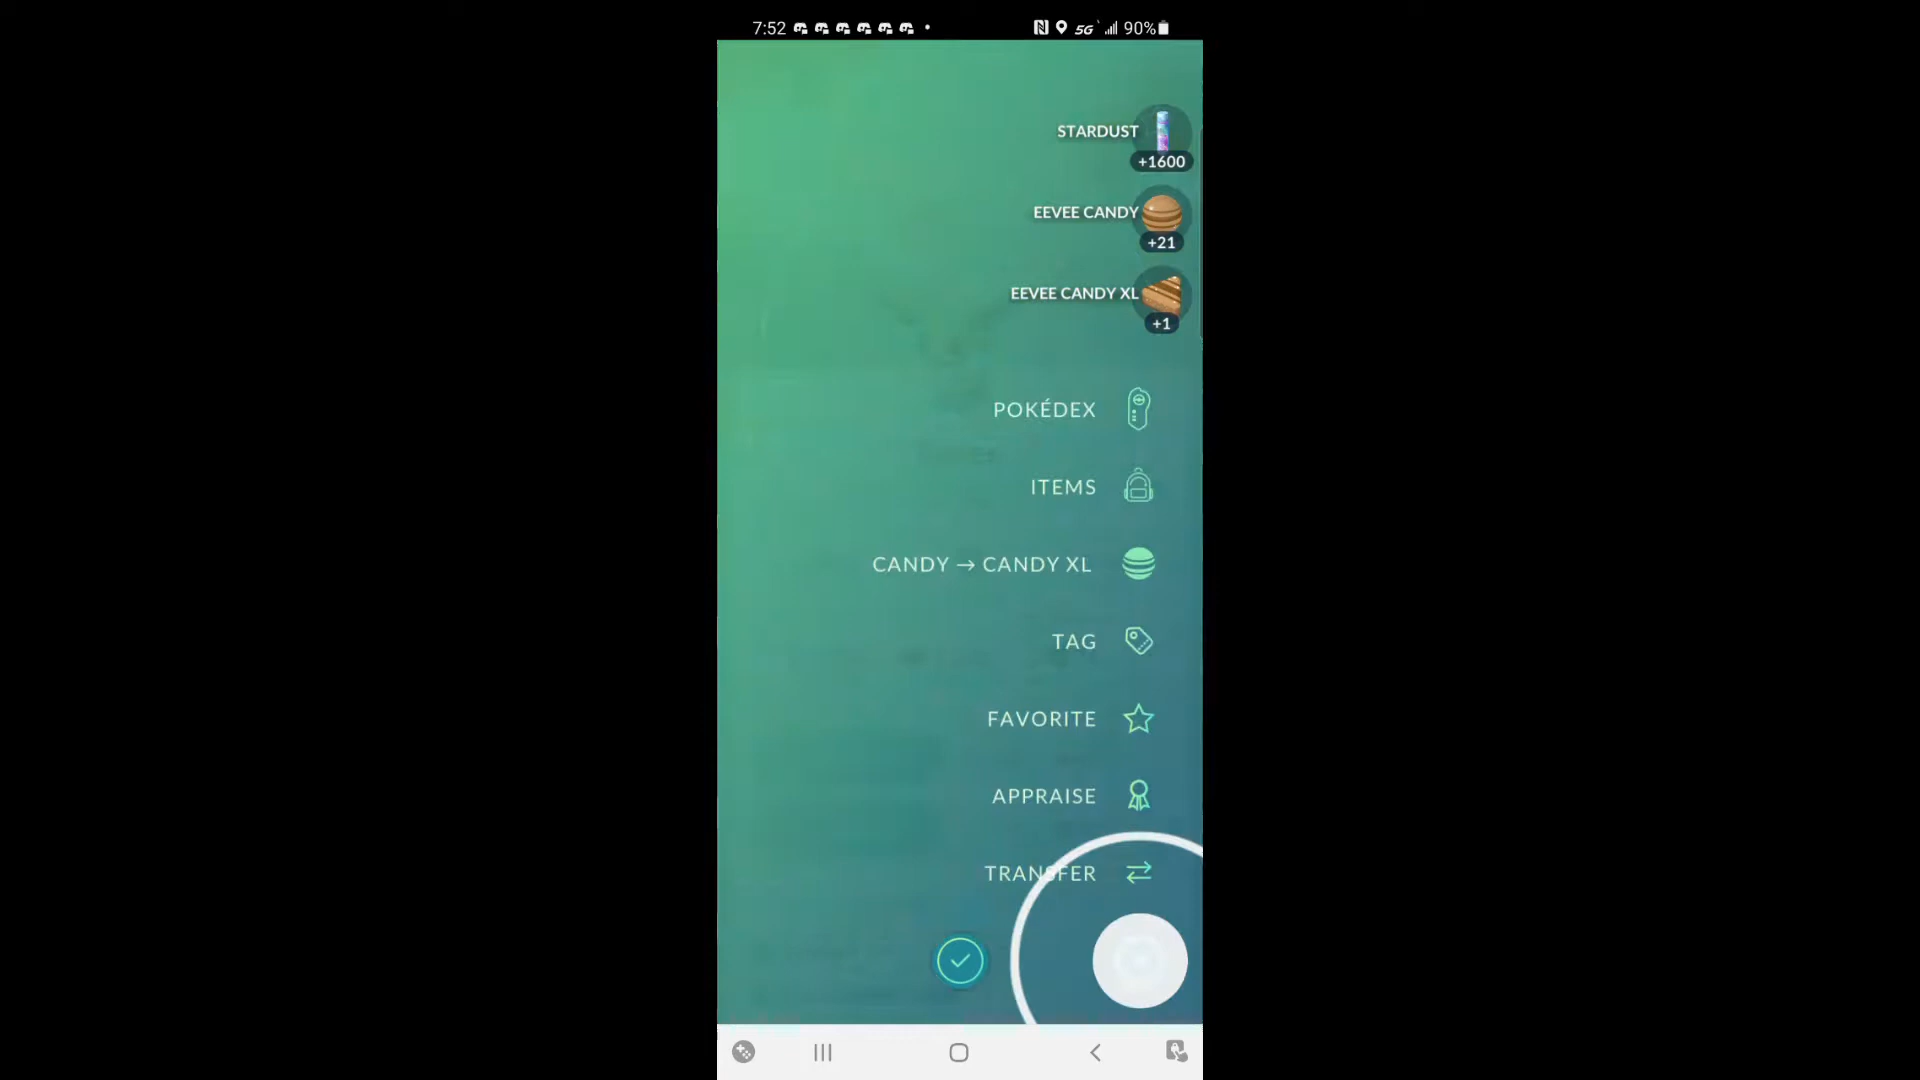 7:52 5G 90%
STARDUST
+1600
EEVEE CANDY
+21
EEVEE CANDY XL
+1
POKÉDEX
ITEMS
CANDY → CANDY XL
TAG
FAVORITE
APPRAISE
TRANSFER